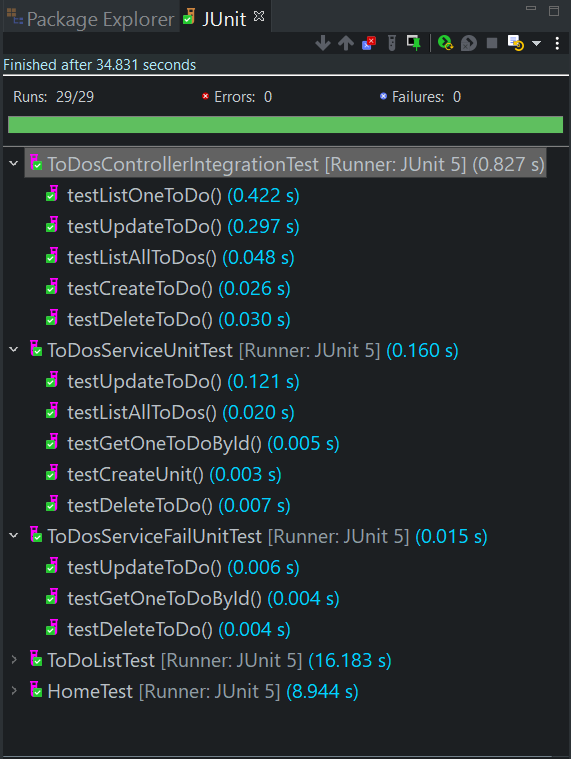 Package Explorer JUnit
Finished after 34.831 seconds
Runs: 29/29 Errors: 0 Failures: 0
ToDosControllerIntegrationTest [Runner: JUnit 5] (0.827 s)
testListOneToDo() (0.422 s)
testUpdateToDo() (0.297 s)
testListAllToDos() (0.048 s)
testCreateToDo() (0.026 s)
testDeleteToDo() (0.030 s)
ToDosServiceUnitTest [Runner: JUnit 5] (0.160 s)
testUpdateToDo() (0.121 s)
testListAllToDos() (0.020 s)
testGetOneToDoById() (0.005 s)
testCreateUnit() (0.003 s)
testDeleteToDo() (0.007 s)
ToDosServiceFailUnitTest [Runner: JUnit 5] (0.015 s)
testUpdateToDo() (0.006 s)
testGetOneToDoById() (0.004 s)
testDeleteToDo() (0.004 s)
ToDoListTest [Runner: JUnit 5] (16.183 s)
HomeTest [Runner: JUnit 5] (8.944 s)